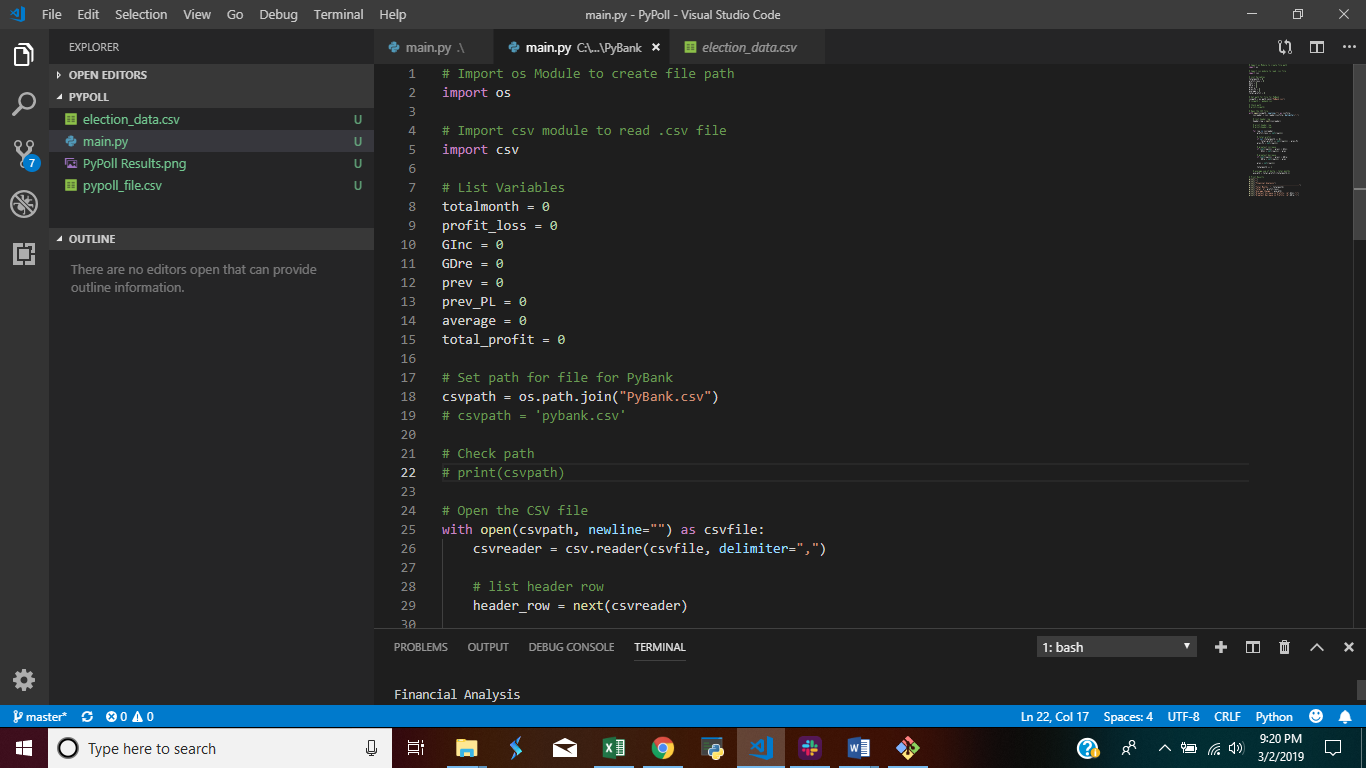 File Edit Selection View Go Debug Terminal Help
main.py - PyPoll - Visual Studio Code
EXPLORER
OPEN EDITORS
PYPOLL
election_data.csv U
main.py U
PyPoll Results.png U
pypoll_file.csv U
7
OUTLINE
There are no editors open that can provide
outline information.
main.py .\
main.py C:\...\PyBank
election_data.csv
1 # Import os Module to create file path
2 import os
3
4 # Import csv module to read .csv file
5 import csv
6
7 # List Variables
8 totalmonth = 0
9 profit_loss = 0
10 GInc = 0
11 GDre = 0
12 prev = 0
13 prev_PL = 0
14 average = 0
15 total_profit = 0
16
17 # Set path for file for PyBank
18 csvpath = os.path.join("PyBank.csv")
19 # csvpath = 'pybank.csv'
20
21 # Check path
22 # print(csvpath)
23
24 # Open the CSV file
25 with open(csvpath, newline="") as csvfile:
26 csvreader = csv.reader(csvfile, delimiter=",")
27
28 # list header row
29 header_row = next(csvreader)
30
PROBLEMS OUTPUT DEBUG CONSOLE TERMINAL
1: bash
Financial Analysis
master* 0 0
Ln 22, Col 17 Spaces: 4 UTF-8 CRLF Python
Type here to search
9:20 PM
3/2/2019